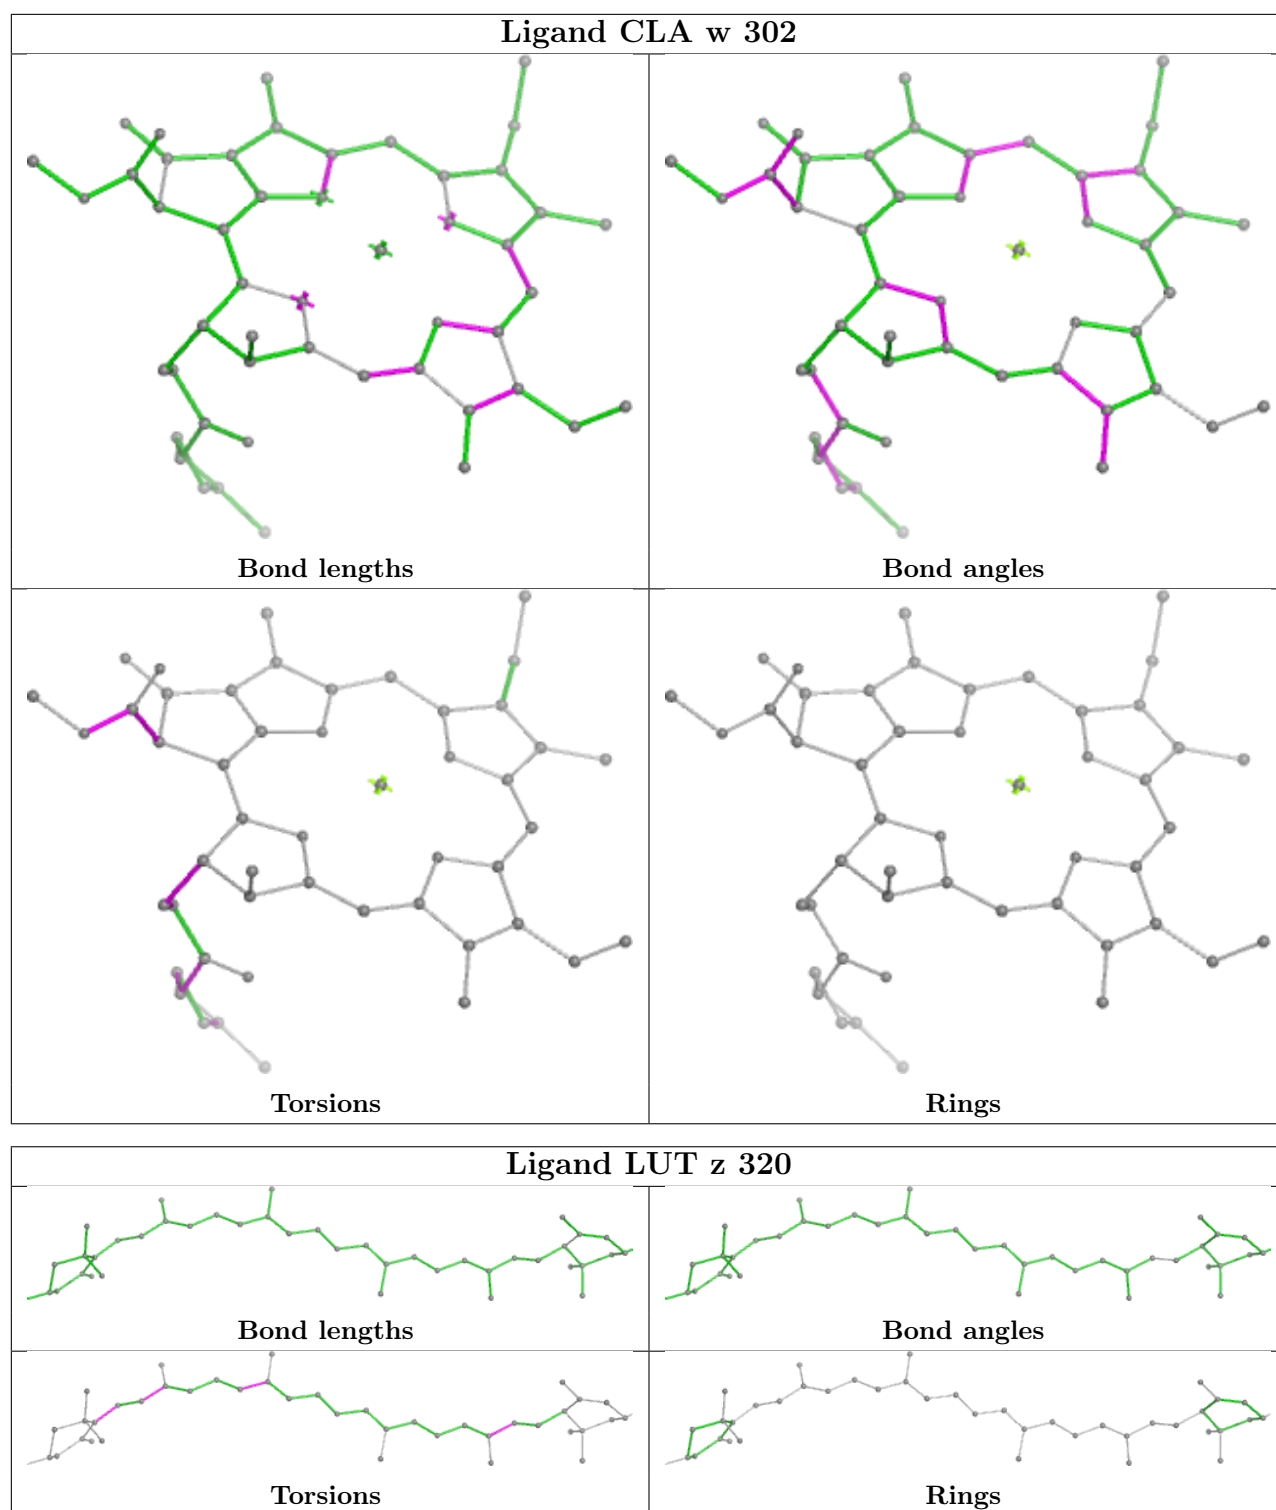 Ligand CLA w 302
Bond lengths
Bond angles
Torsions
Rings
Ligand LUT z 320
Bond lengths
Bond angles
Torsions
Rings